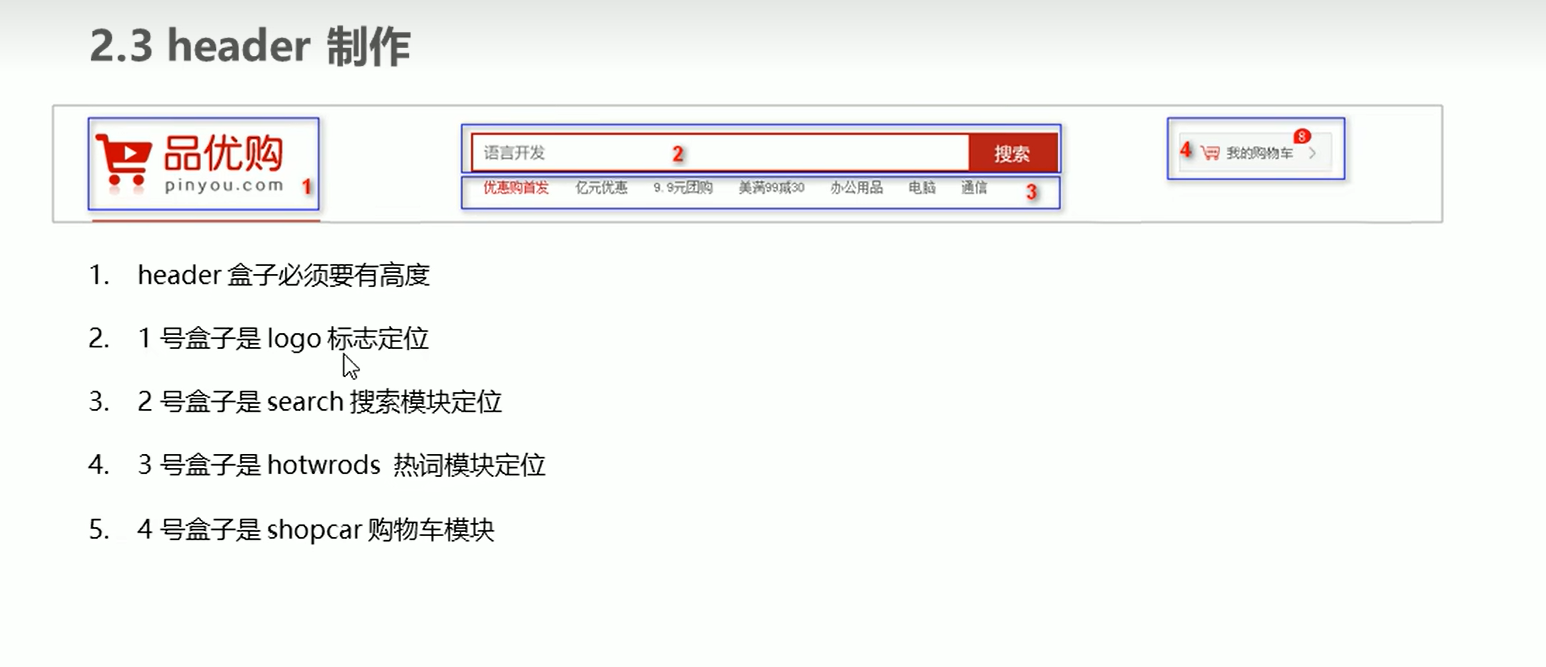 2.3 header 制作
品优购
pinyou.com 1
语言开发 2 搜索
优惠购首发 亿元优惠 9.9元团购 美满99减30 办公用品 电脑 通信 3
8
4 我的购物车
1. header 盒子必须要有高度
2. 1 号盒子是 logo 标志定位
3. 2 号盒子是 search 搜索模块定位
4. 3 号盒子是 hotwrods 热词模块定位
5. 4 号盒子是 shopcar 购物车模块